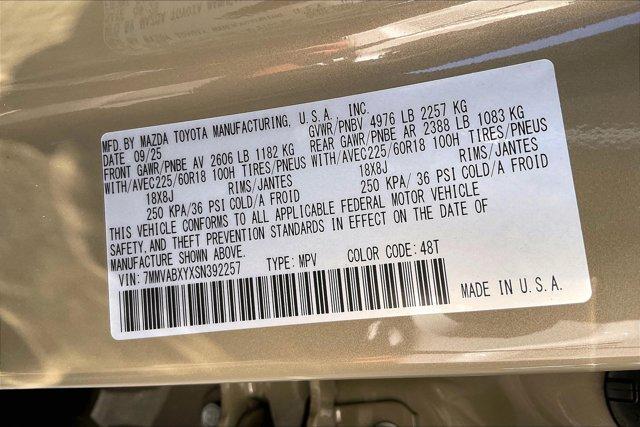 MFD.BY MAZDA TOYOTA MANUFACTURING, U.S.A. INC.
DATE 09/25 GVWR/PNBV 4976 LB 2257 KG
FRONT GAWR/PNBE AV 2606 LB 1182 KG REAR GAWR/PNBE AR 2388 LB 1083 KG
WITH/AVEC225/60R18 100H TIRES/PNEUS WITH/AVEC225/60R18 100H TIRES/PNEUS
18X8J RIMS/JANTES 18X8J RIMS/JANTES
250 KPA/ 36 PSI COLD/A FROID 250 KPA/ 36 PSI COLD/A FROID
THIS VEHICLE CONFORMS TO ALL APPLICABLE FEDERAL MOTOR VEHICLE
SAFETY, AND THEFT PREVENTION STANDARDS IN EFFECT ON THE DATE OF
MANUFACTURE SHOWN ABOVE.
VIN: 7MMVABXYXSN392257 TYPE: MPV COLOR CODE: 48T
MADE IN U.S.A.